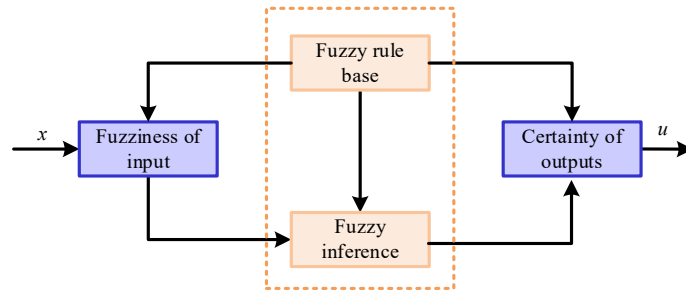 Fuzzy rule
base
x
Fuzziness of
input
Certainty of
outputs
u
Fuzzy
inference